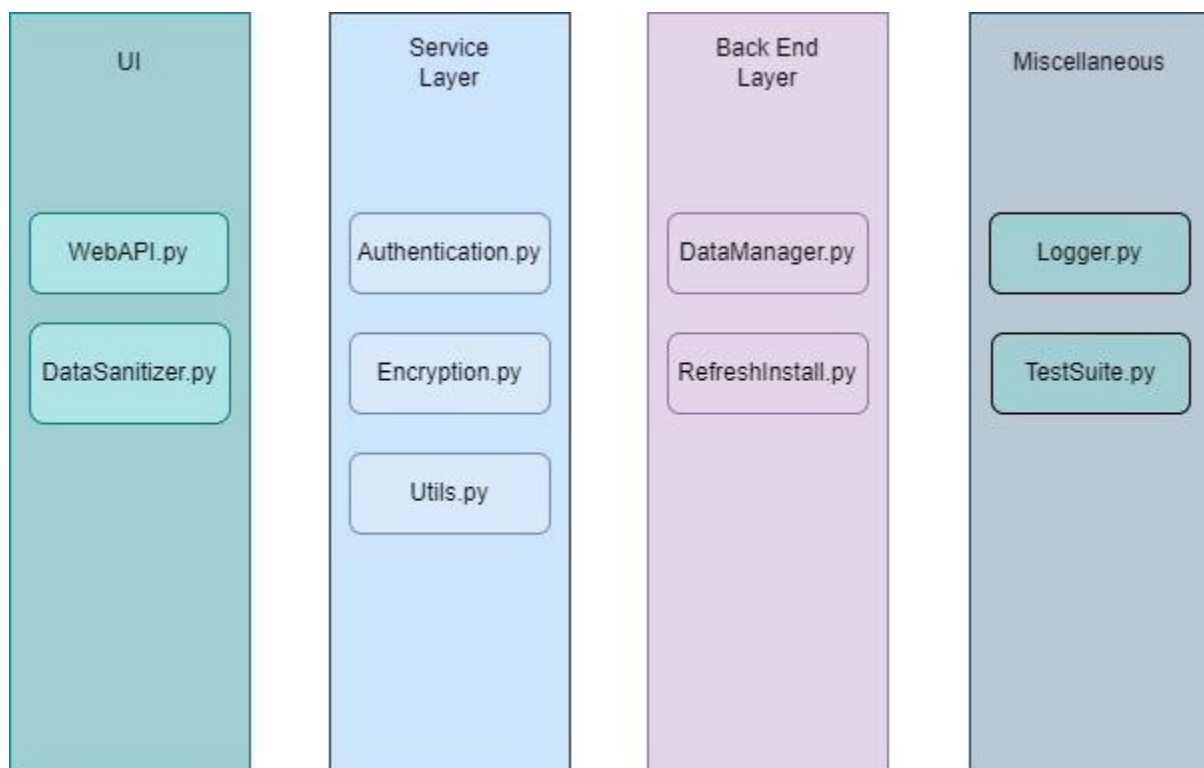 UI
WebAPI.py
DataSanitizer.py
Service
Layer
Authentication.py
Encryption.py
Utils.py
Back End
Layer
DataManager.py
RefreshInstall.py
Miscellaneous
Logger.py
TestSuite.py